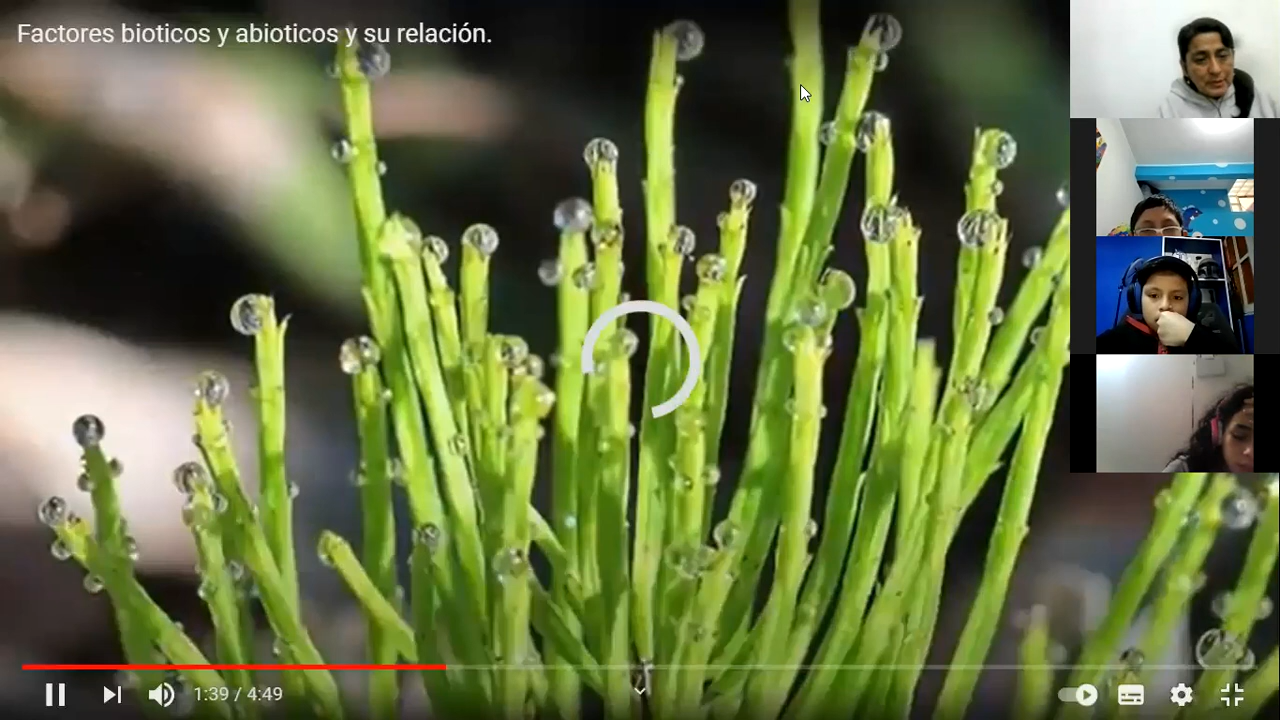 Factores bioticos y abioticos y su relación.
1:39 / 4:49